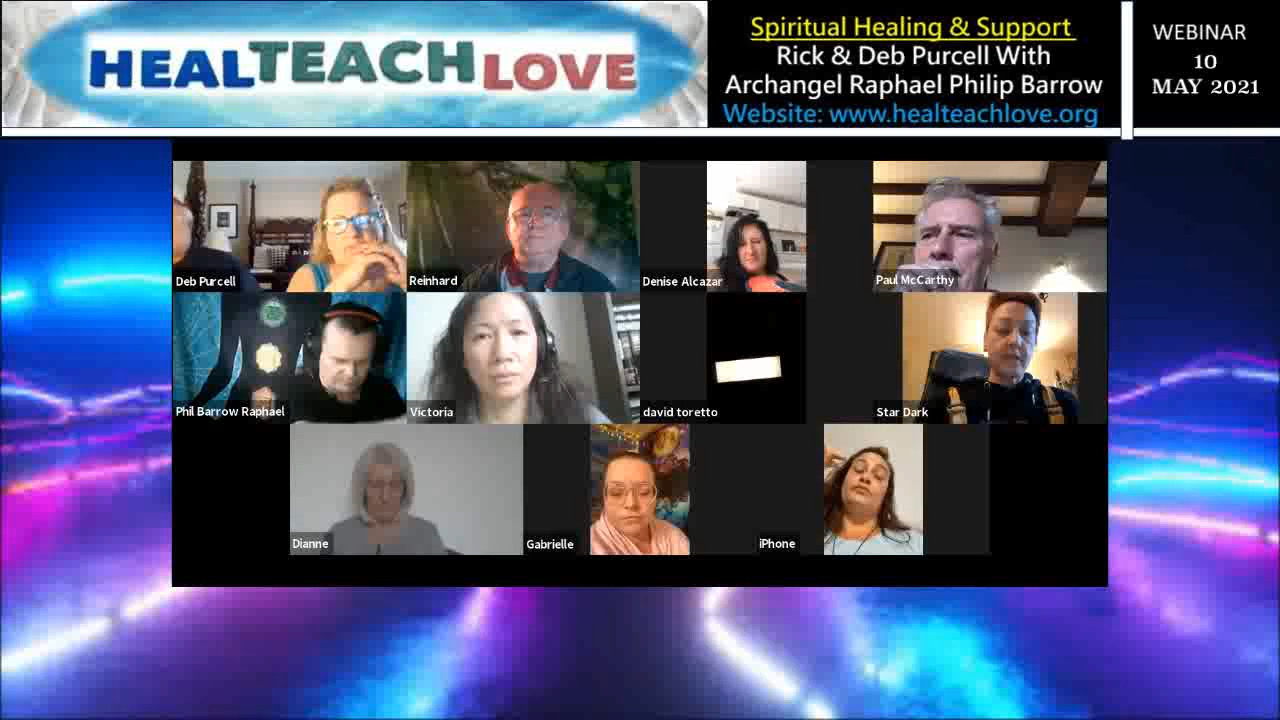 HEALTEACHLOVE
Spiritual Healing & Support
Rick & Deb Purcell With
Archangel Raphael Philip Barrow
Website: www.healteachlove.org
WEBINAR
10
MAY 2021
Deb Purcell
Reinhard
Denise Alcazar
Paul McCarthy
Phil Barrow Raphael
Victoria
david toretto
Star Dark
Dianne
Gabrielle
iPhone